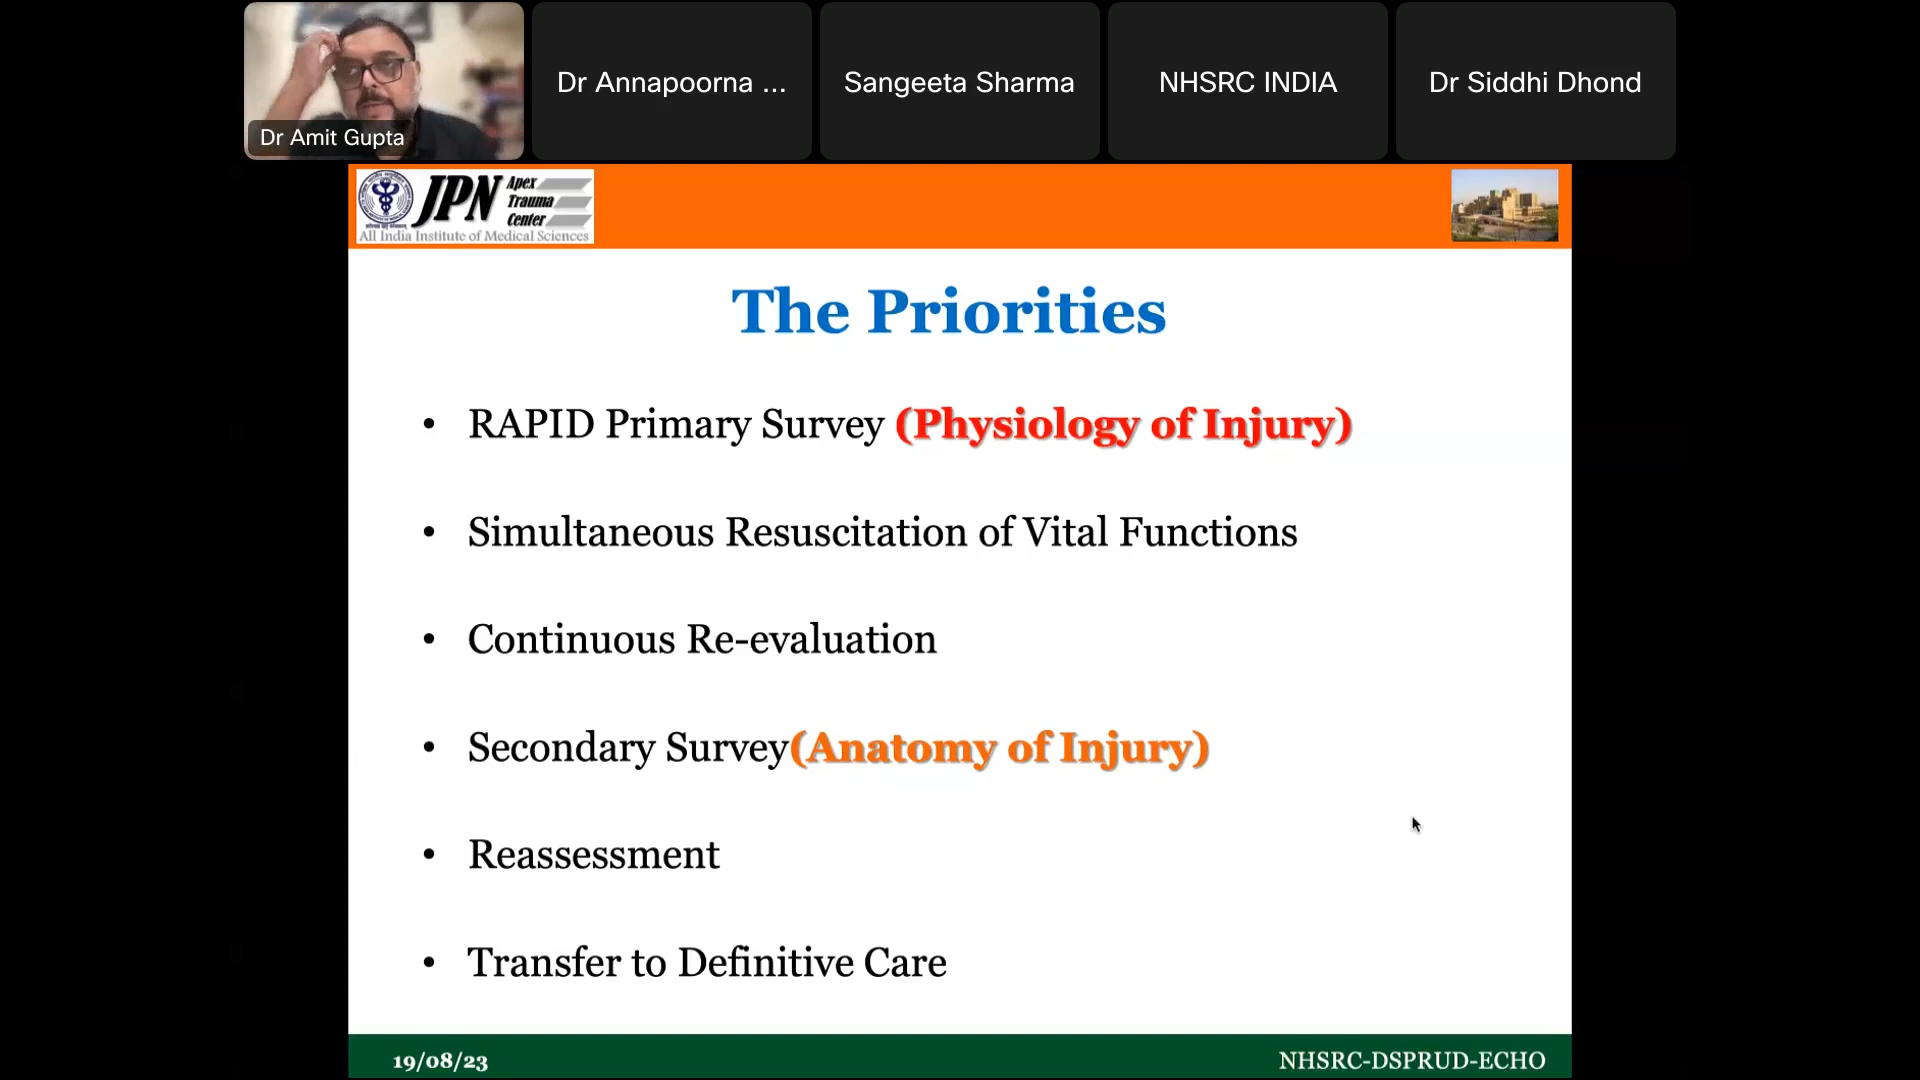 Dr Amit Gupta
Dr Annapoorna ...
Sangeeta Sharma
NHSRC INDIA
Dr Siddhi Dhond
JPN Apex
Trauma
Center
All India Institute of Medical Sciences
The Priorities
• RAPID Primary Survey (Physiology of Injury)
• Simultaneous Resuscitation of Vital Functions
• Continuous Re-evaluation
• Secondary Survey(Anatomy of Injury)
• Reassessment
• Transfer to Definitive Care
19/08/23
NHSRC-DSPRUD-ECHO